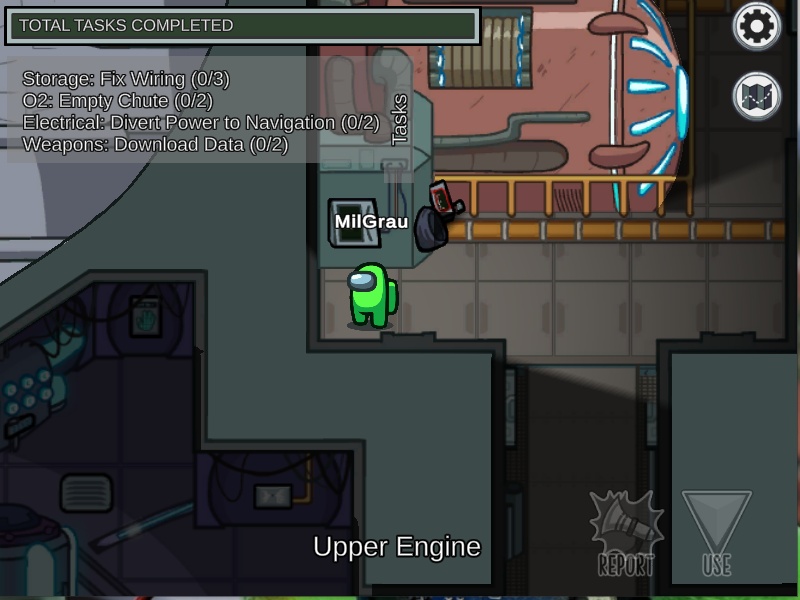 TOTAL TASKS COMPLETED
Storage: Fix Wiring (0/3)
O2: Empty Chute (0/2)
Electrical: Divert Power to Navigation (0/2)
Weapons: Download Data (0/2)
Tasks
MilGrau
REPORT
USE
Upper Engine